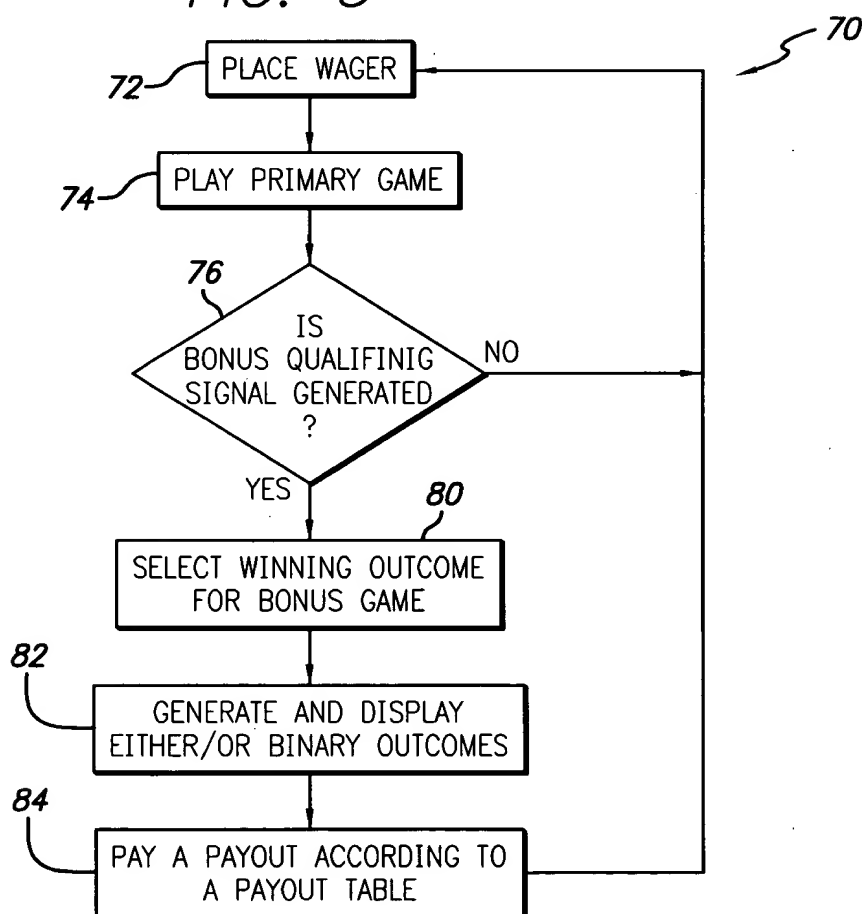 70
PLACE WAGER
72
PLAY PRIMARY GAME
74
76
IS
BONUS QUALIFINIG
SIGNAL GENERATED
?
NO
YES
80
SELECT WINNING OUTCOME
FOR BONUS GAME
82
GENERATE AND DISPLAY
EITHER/OR BINARY OUTCOMES
84
PAY A PAYOUT ACCORDING TO
A PAYOUT TABLE